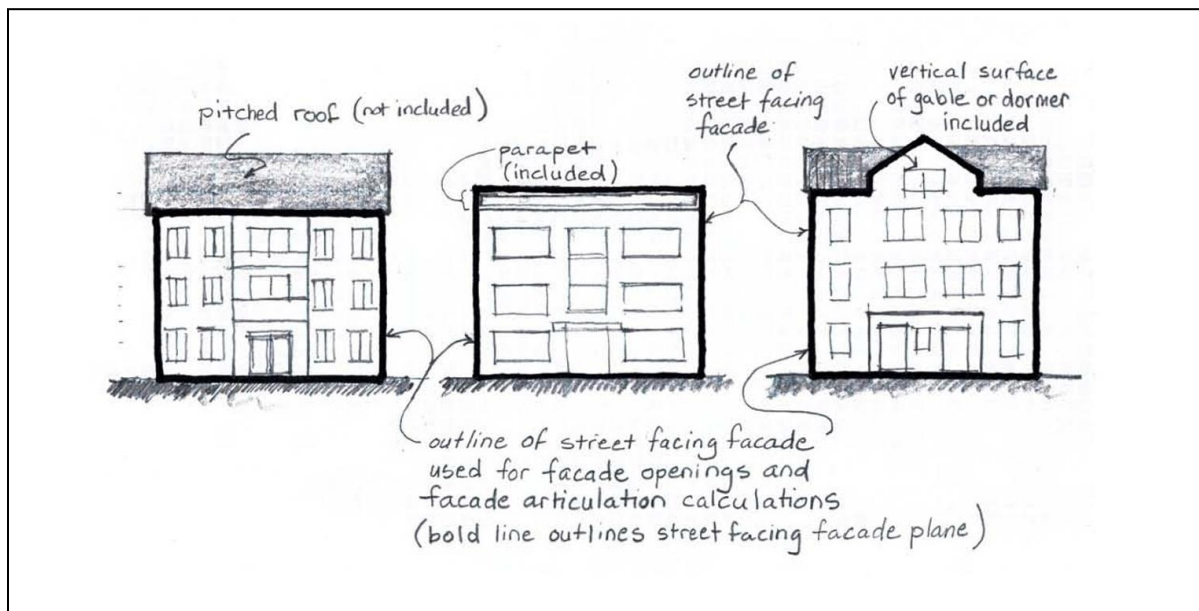 pitched roof (not included)
parapet
(included)
outline of
street facing
facade
vertical surface
of gable or dormer
included
outline of street facing facade
used for facade openings and
facade articulation calculations
(bold line outlines street facing facade plane)